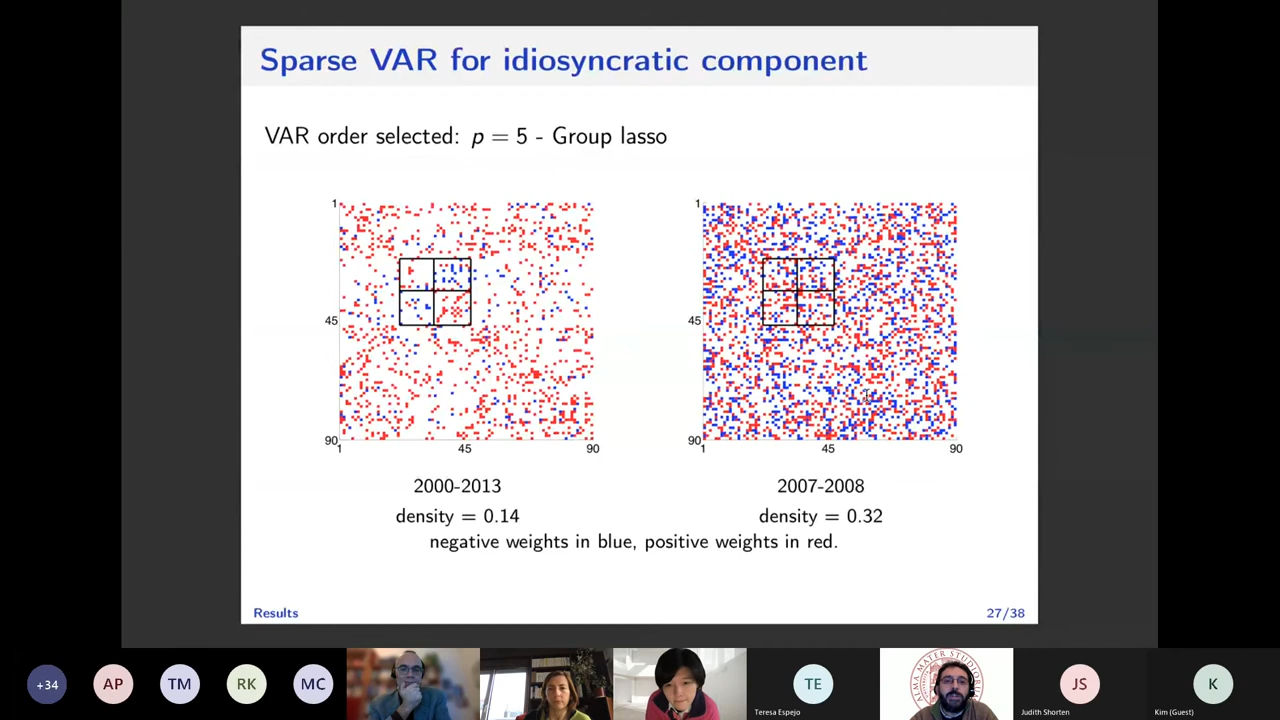 Sparse VAR for idiosyncratic component
VAR order selected: p = 5 - Group lasso
1
45
90
1 45 90
1
45
90
1 45 90
2000-2013
density = 0.14
2007-2008
density = 0.32
negative weights in blue, positive weights in red.
Results
27/38
+34
AP
TM
RK
MC
TE
Teresa Espejo
ALMA MATER STUDIORUM
JS
Judith Shorten
K
Kim (Guest)